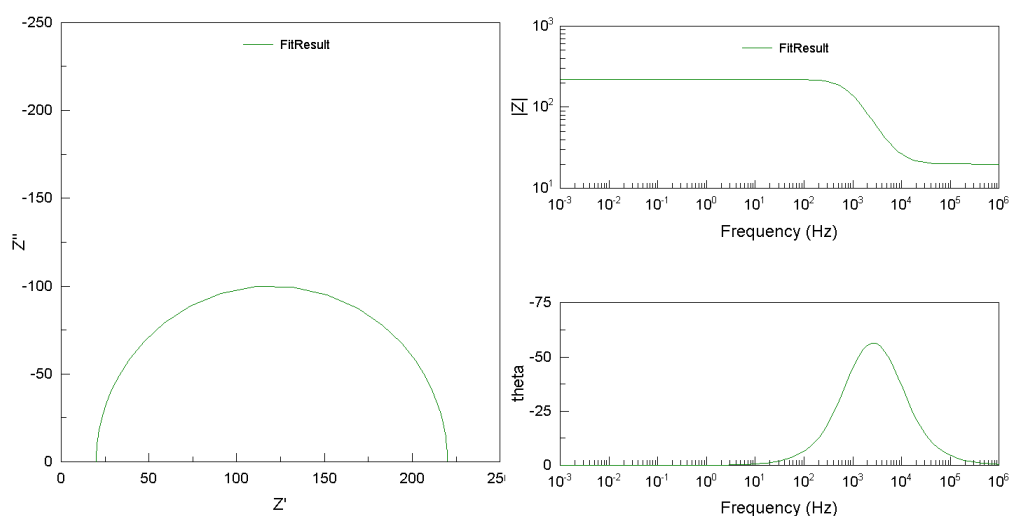 -250
-200
-150
-100
-50
0
0 50 100 150 200 250
Z''
Z'
FitResult
10³
10²
10¹
|Z|
FitResult
10⁻³ 10⁻² 10⁻¹ 10⁰ 10¹ 10² 10³ 10⁴ 10⁵ 10⁶
Frequency (Hz)
-75
-50
-25
0
theta
10⁻³ 10⁻² 10⁻¹ 10⁰ 10¹ 10² 10³ 10⁴ 10⁵ 10⁶
Frequency (Hz)